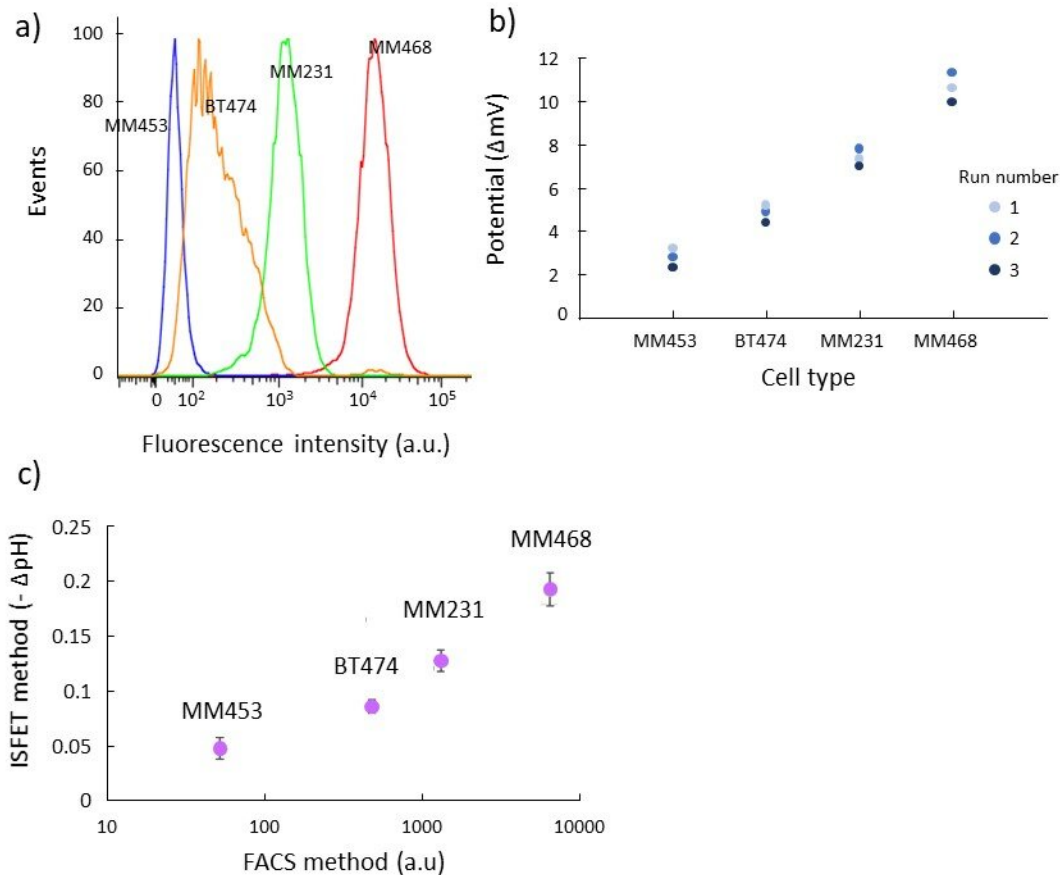 a)
100
80
60
40
20
0
Events
MM453
BT474
MM231
MM468
0 10² 10³ 10⁴ 10⁵
Fluorescence intensity (a.u.)
b)
12
10
8
6
4
2
0
Potential (ΔmV)
MM453 BT474 MM231 MM468
Cell type
Run number
1
2
3
c)
0.25
0.2
0.15
0.1
0.05
0
ISFET method (- ΔpH)
MM453
BT474
MM231
MM468
10 100 1000 10000
FACS method (a.u)